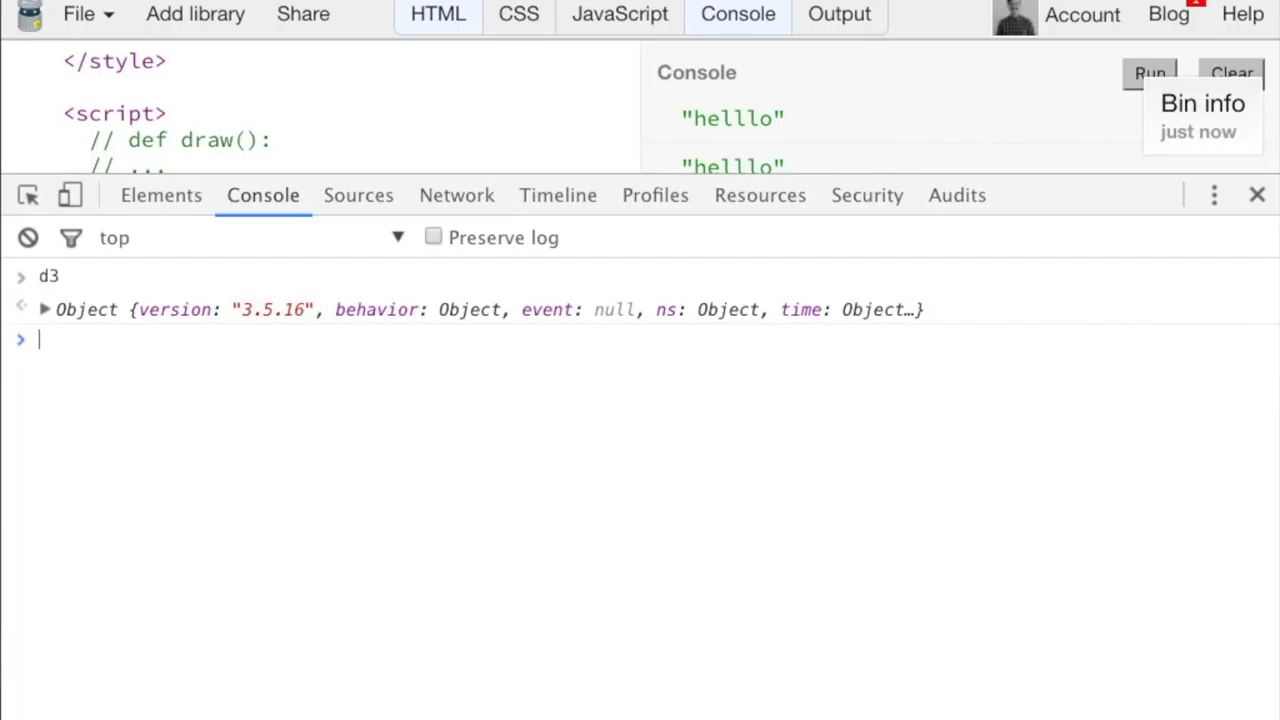 File Add library Share HTML CSS JavaScript Console Output Account Blog 1 Help
</style>
<script>
// def draw():
// ...
Console Run Clear
"helllo"
"helllo"
Bin info
just now
Elements Console Sources Network Timeline Profiles Resources Security Audits
top Preserve log
d3
Object {version: "3.5.16", behavior: Object, event: null, ns: Object, time: Object…}